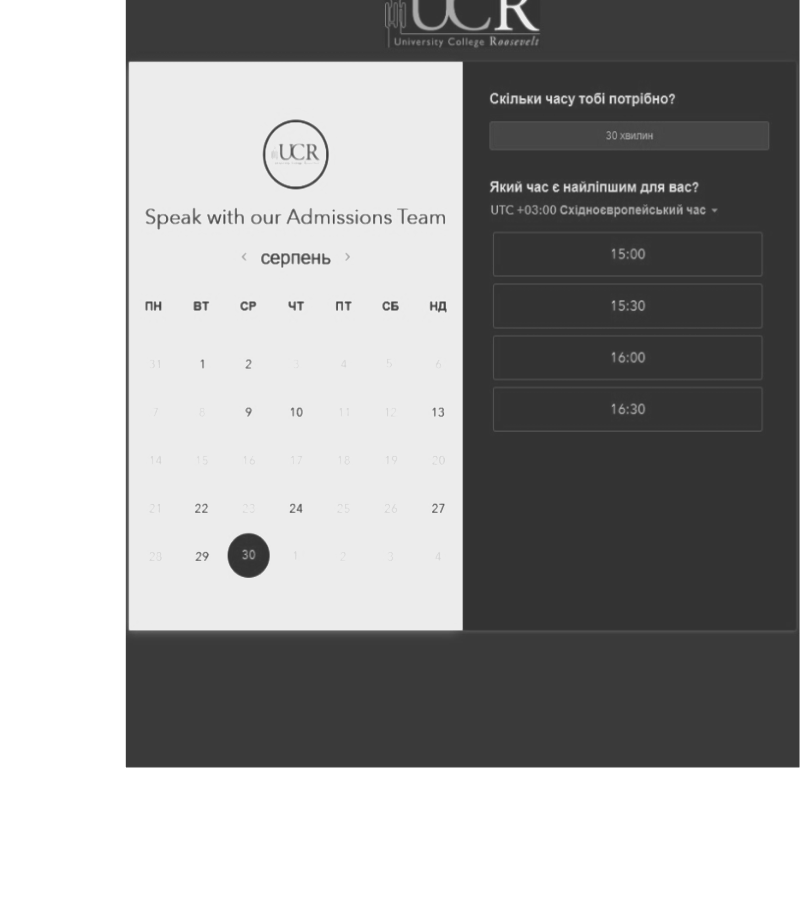 UCR
University College Roosevelt
UCR
Speak with our Admissions Team
‹ серпень ›
ПН ВТ СР ЧТ ПТ СБ НД
31 1 2 3 4 5 6
7 8 9 10 11 12 13
14 15 16 17 18 19 20
21 22 23 24 25 26 27
28 29 30 1 2 3 4
Скільки часу тобі потрібно?
30 хвилин
Який час є найліпшим для вас?
UTC +03:00 Східноєвропейський час
15:00
15:30
16:00
16:30